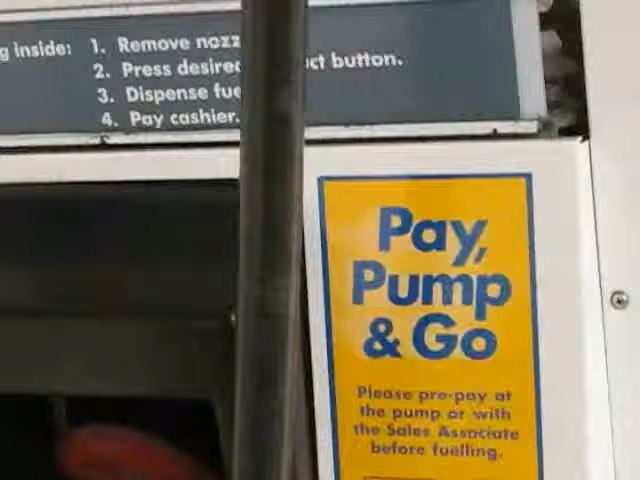 g inside: 1. Remove nozz
2. Press desired ct button.
3. Dispense fue
4. Pay cashier.
Pay,
Pump
& Go
Please pre-pay at
the pump or with
the Sales Associate
before fuelling.